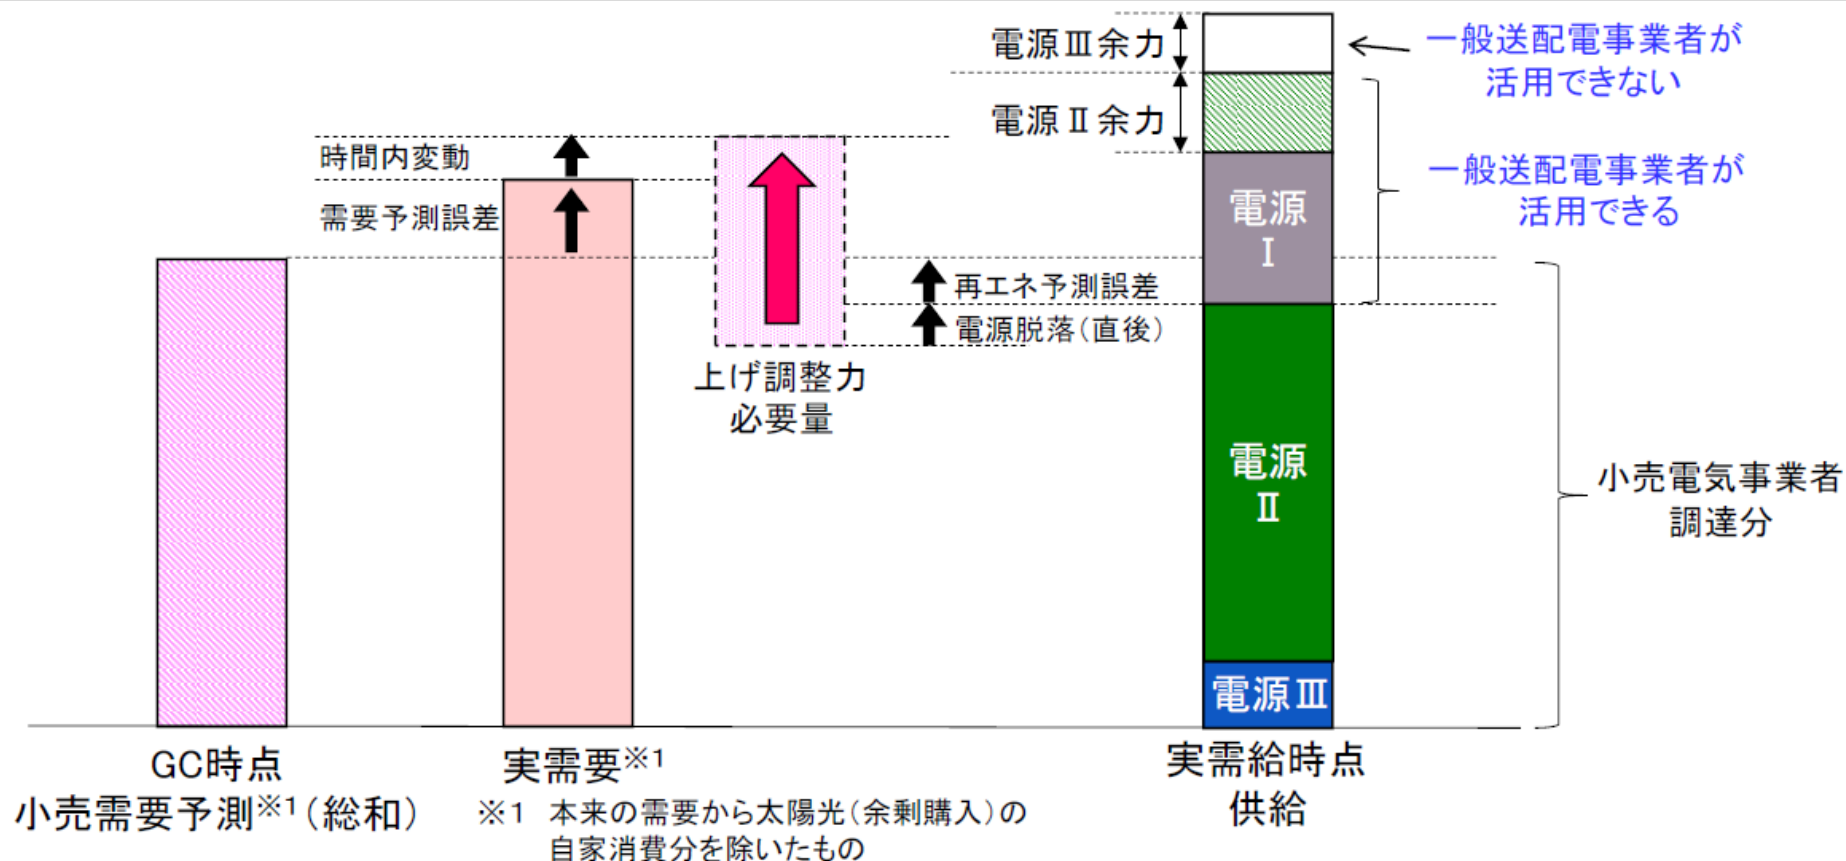 電源Ⅲ余力
一般送配電事業者が
活用できない
電源Ⅱ余力
時間内変動
需要予測誤差
一般送配電事業者が
活用できる
電源
Ⅰ
再エネ予測誤差
電源脱落(直後)
上げ調整力
必要量
電源
Ⅱ
小売電気事業者
調達分
電源Ⅲ
GC時点
小売需要予測※1(総和)
実需要※1
※1 本来の需要から太陽光(余剰購入)の
自家消費分を除いたもの
実需給時点
供給